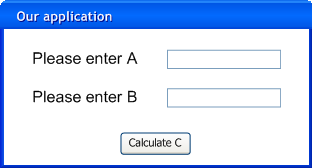 Our application
Please enter A
Please enter B
Calculate C